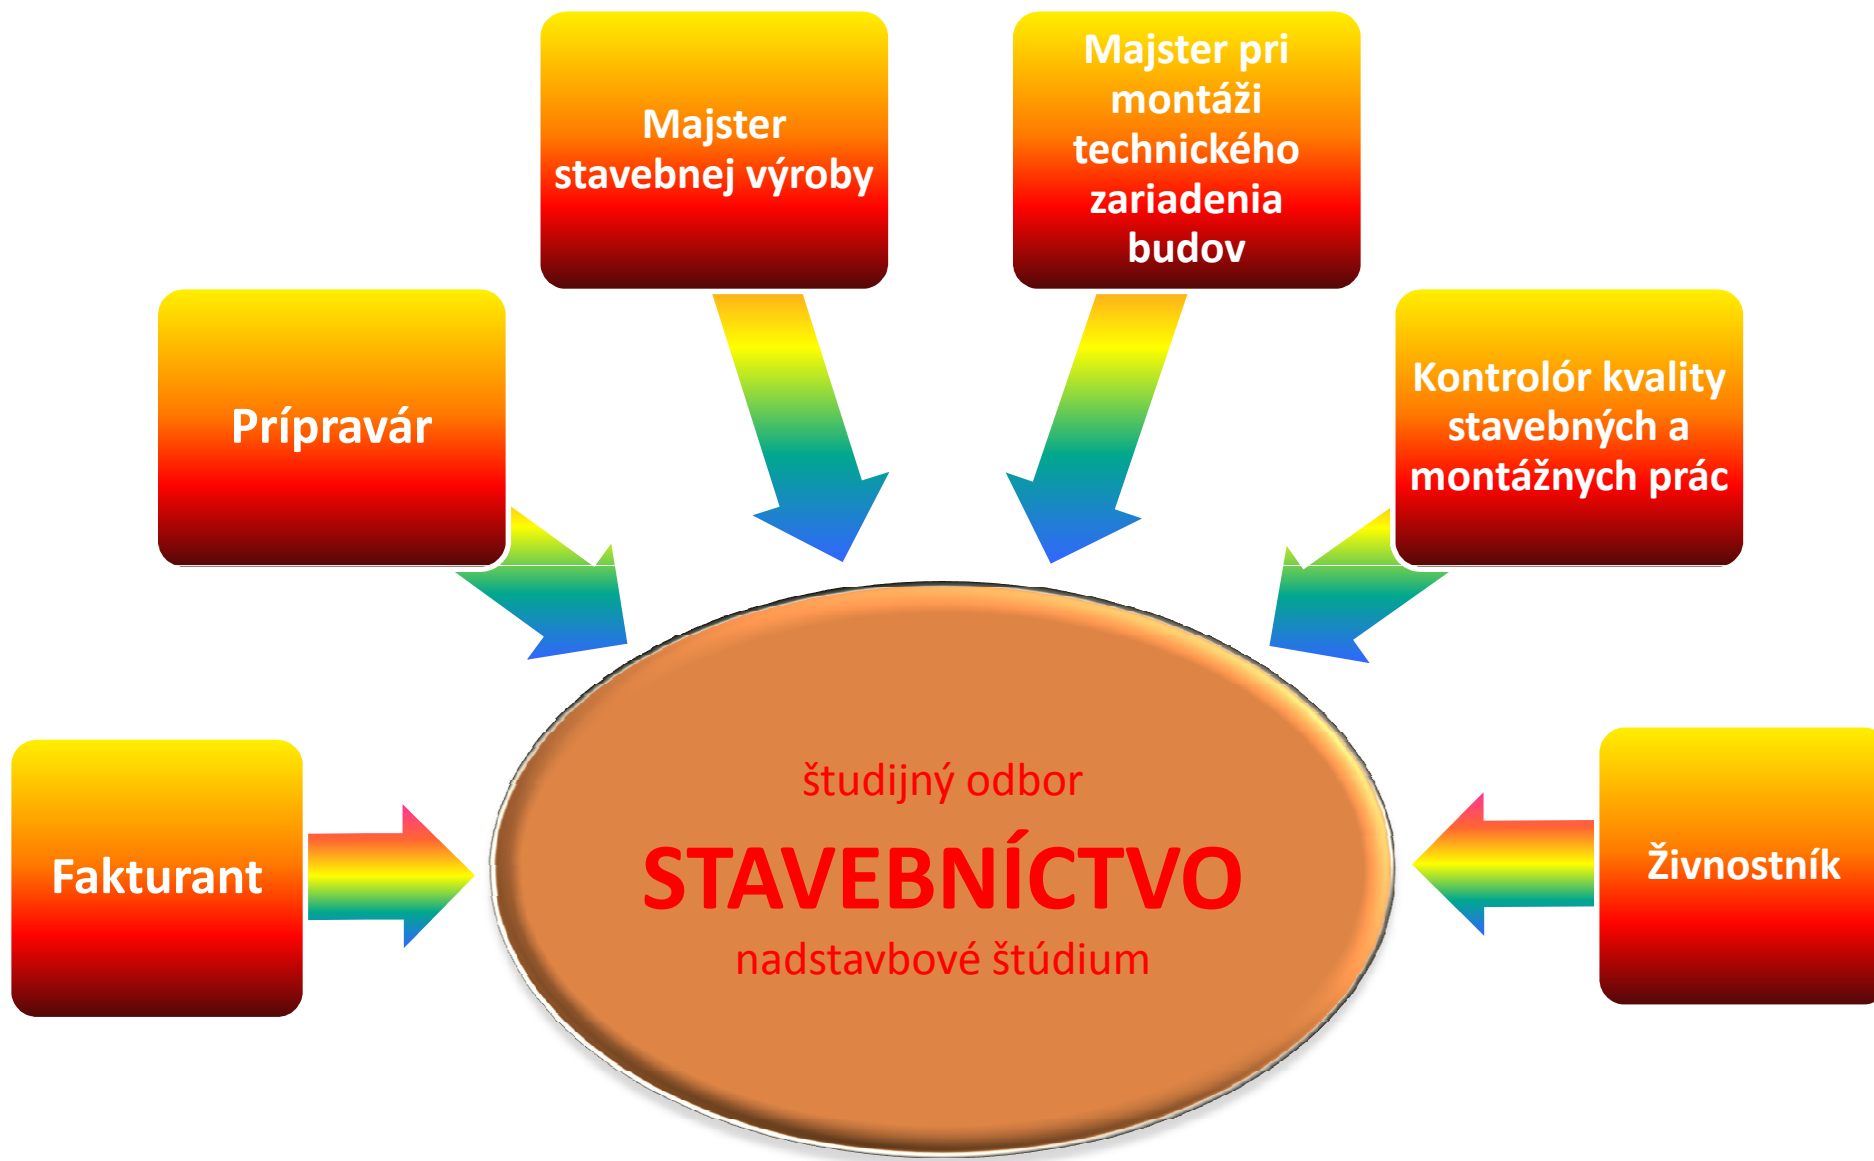 Majster
stavebnej výroby
Majster pri
montáži
technického
zariadenia
budov
Prípravár
Kontrolór kvality
stavebných a
montážnych prác
Fakturant
študijný odbor
STAVEBNÍCTVO
nadstavbové štúdium
Živnostník